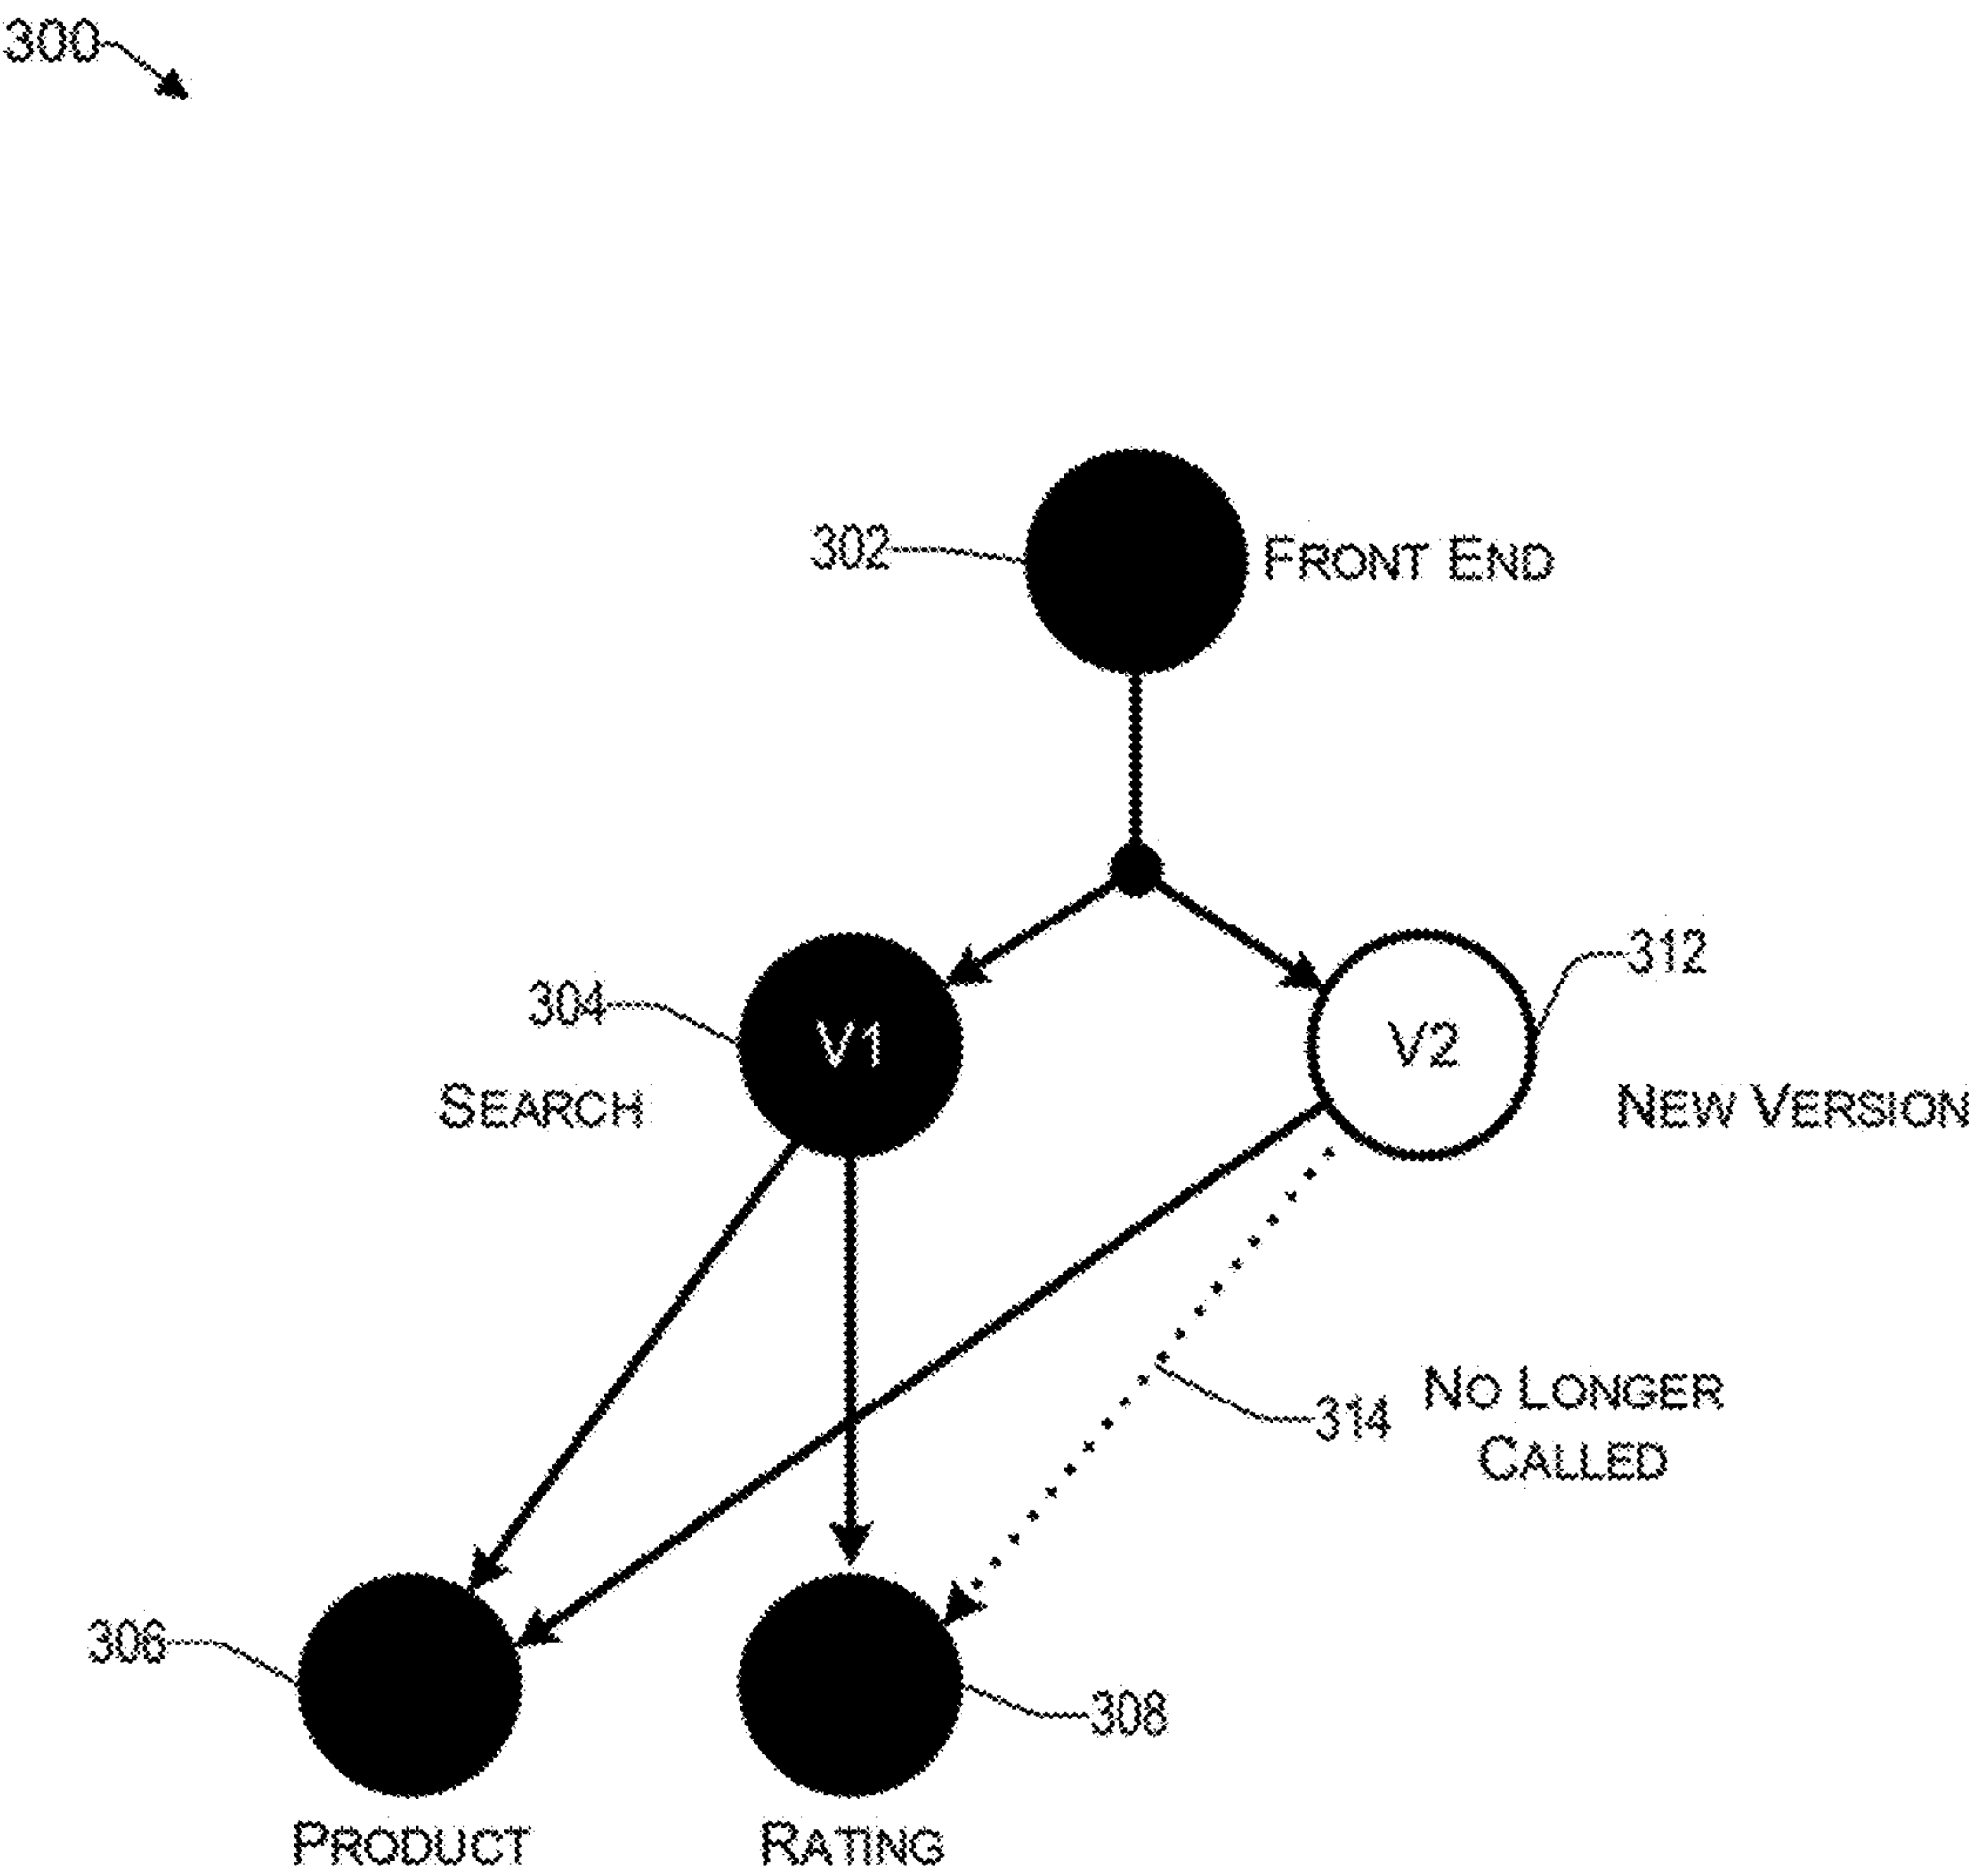 300
302
FRONT END
304
V1
V2
312
SEARCH
NEW VERSION
314
NO LONGER
CALLED
306
308
PRODUCT
RATING